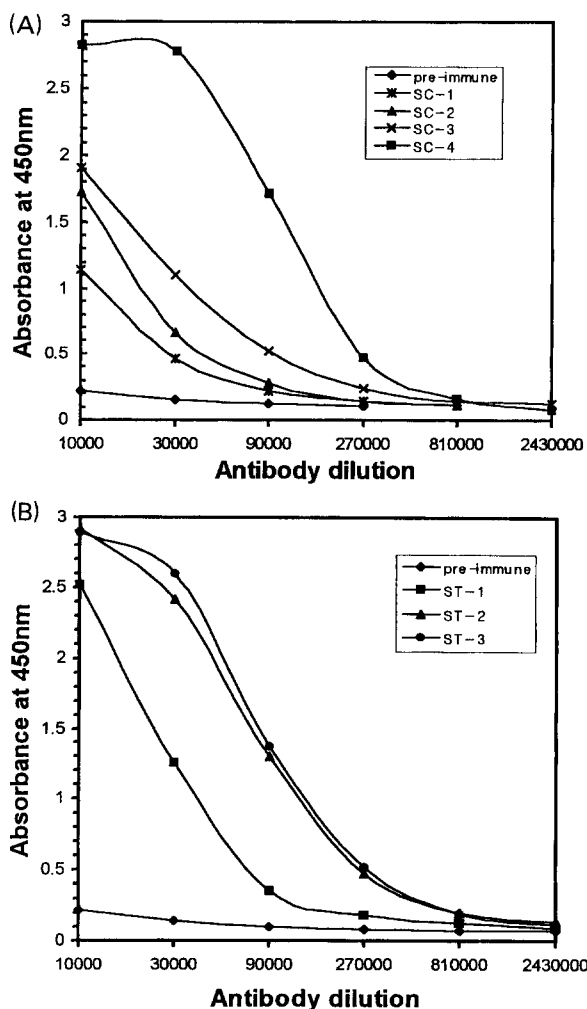 (A)
3
2.5
2
1.5
1
0.5
0
Absorbance at 450nm
pre-immune
SC-1
SC-2
SC-3
SC-4
10000 30000 90000 270000 810000 2430000
Antibody dilution
(B)
3
2.5
2
1.5
1
0.5
0
Absorbance at 450nm
pre-immune
ST-1
ST-2
ST-3
10000 30000 90000 270000 810000 2430000
Antibody dilution